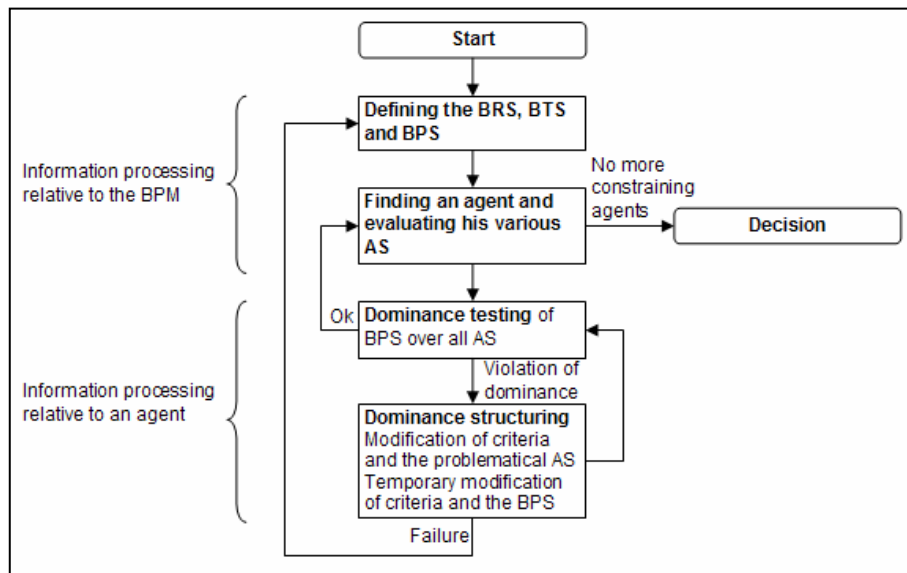 Start
Defining the BRS, BTS
and BPS
Information processing
relative to the BPM
No more
constraining
agents
Finding an agent and
evaluating his various
AS
Decision
Ok
Dominance testing of
BPS over all AS
Violation of
dominance
Information processing
relative to an agent
Dominance structuring
Modification of criteria
and the problematical AS
Temporary modification
of criteria and the BPS
Failure